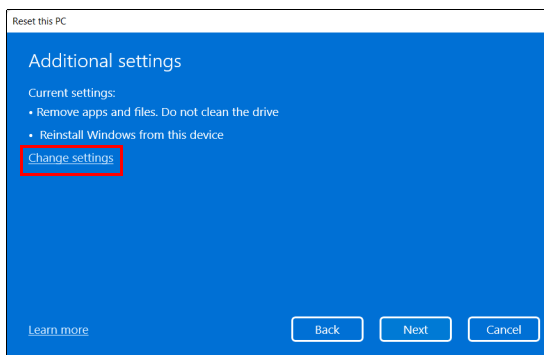 Reset this PC
Additional settings
Current settings:
• Remove apps and files. Do not clean the drive
• Reinstall Windows from this device
Change settings
Learn more
Back
Next
Cancel